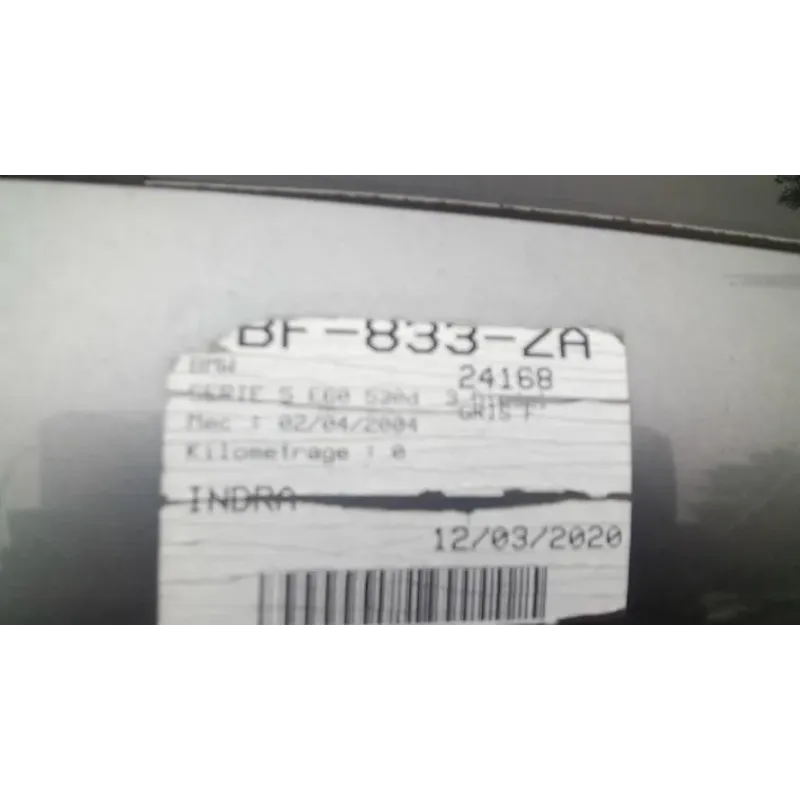 BF-833-ZA
BMW 24168
SERIE 5 E60 530d 3
GRIS F
Mec : 02/04/2004
Kilometrage : 0
INDRA
12/03/2020